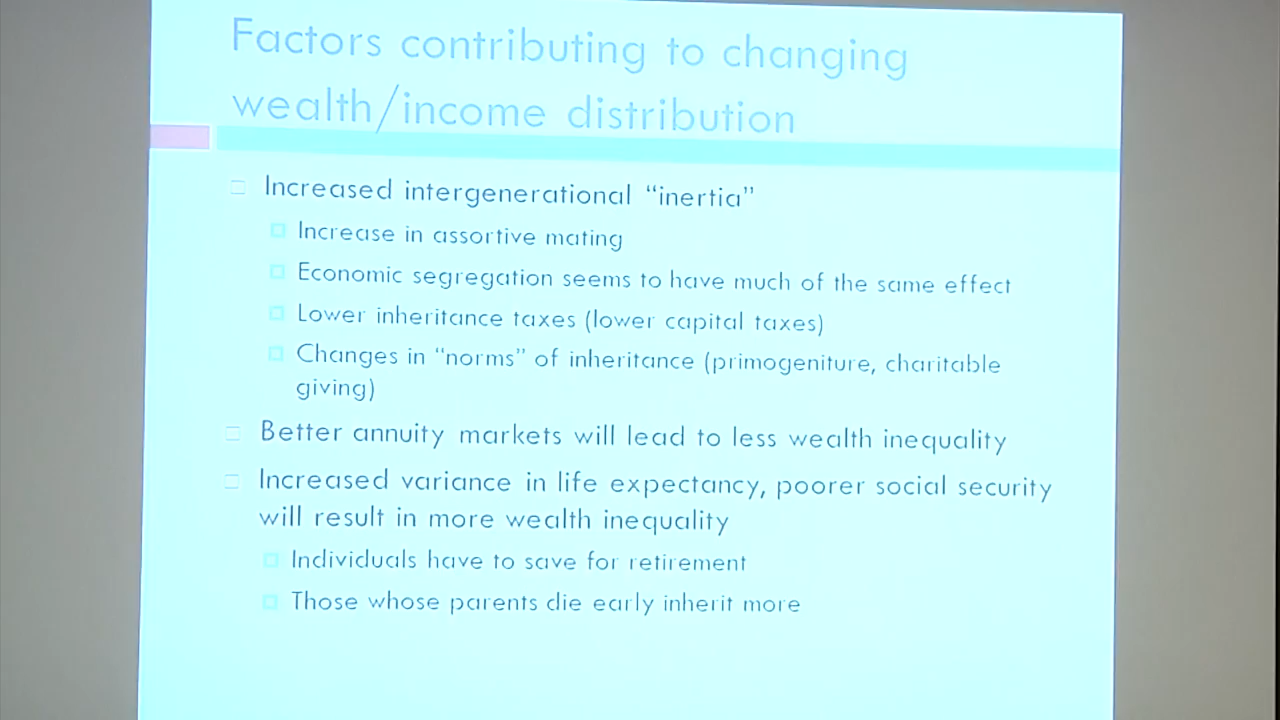 Factors contributing to changing
wealth/income distribution
Increased intergenerational “inertia”
Increase in assortive mating
Economic segregation seems to have much of the same effect
Lower inheritance taxes (lower capital taxes)
Changes in “norms” of inheritance (primogeniture, charitable
giving)
Better annuity markets will lead to less wealth inequality
Increased variance in life expectancy, poorer social security
will result in more wealth inequality
Individuals have to save for retirement
Those whose parents die early inherit more